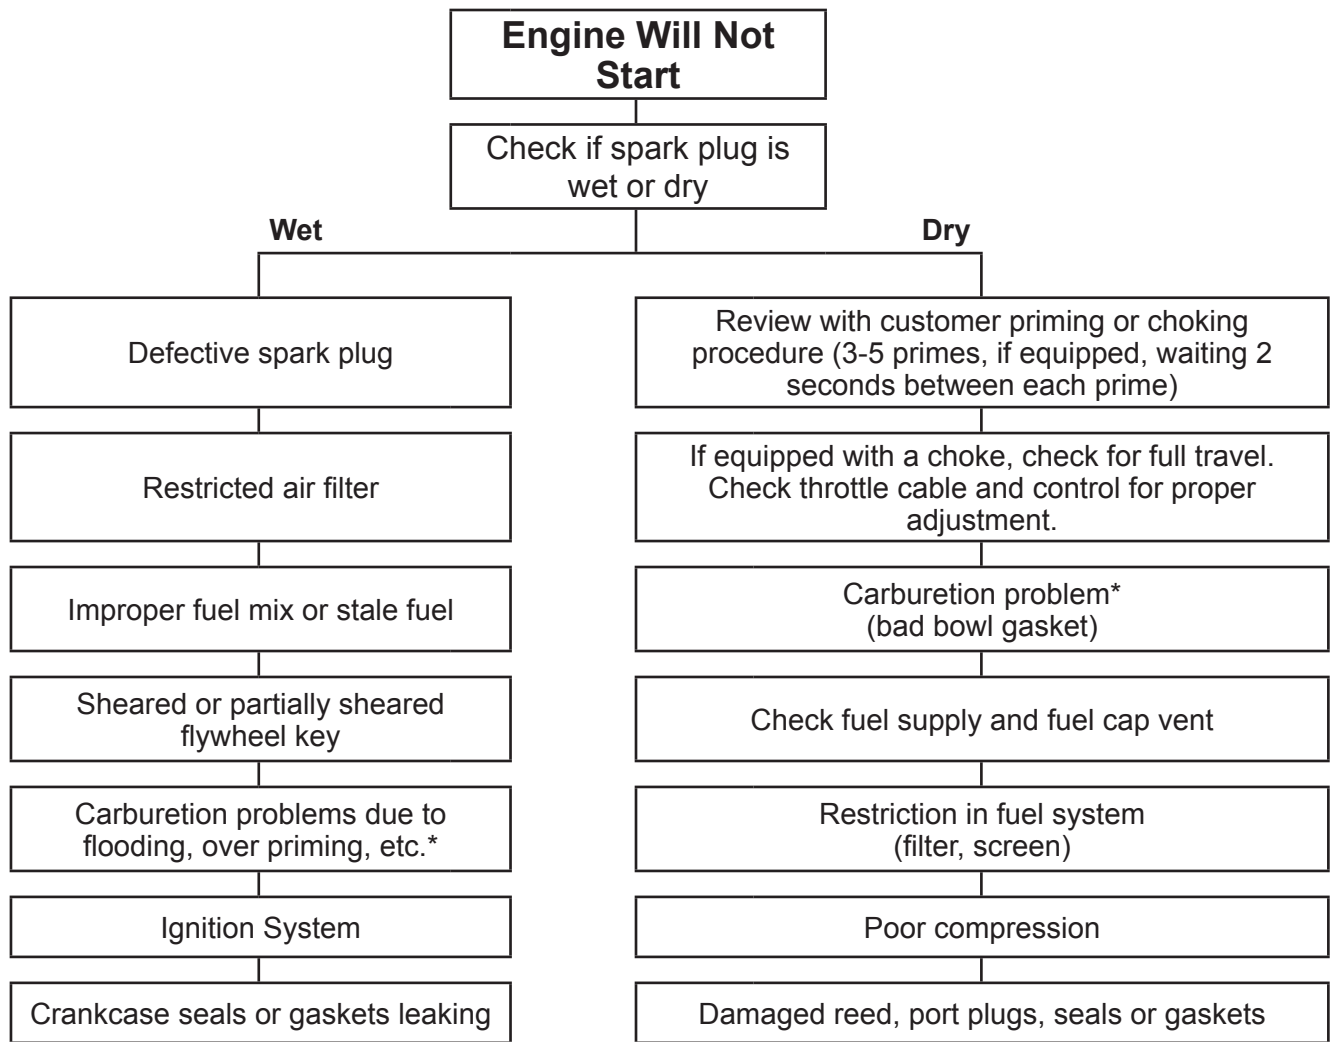 Engine Will Not
Start
Check if spark plug is
wet or dry
Wet
Dry
Defective spark plug
Restricted air filter
Improper fuel mix or stale fuel
Sheared or partially sheared
flywheel key
Carburetion problems due to
flooding, over priming, etc.*
Ignition System
Crankcase seals or gaskets leaking
Review with customer priming or choking
procedure (3-5 primes, if equipped, waiting 2
seconds between each prime)
If equipped with a choke, check for full travel.
Check throttle cable and control for proper
adjustment.
Carburetion problem*
(bad bowl gasket)
Check fuel supply and fuel cap vent
Restriction in fuel system
(filter, screen)
Poor compression
Damaged reed, port plugs, seals or gaskets